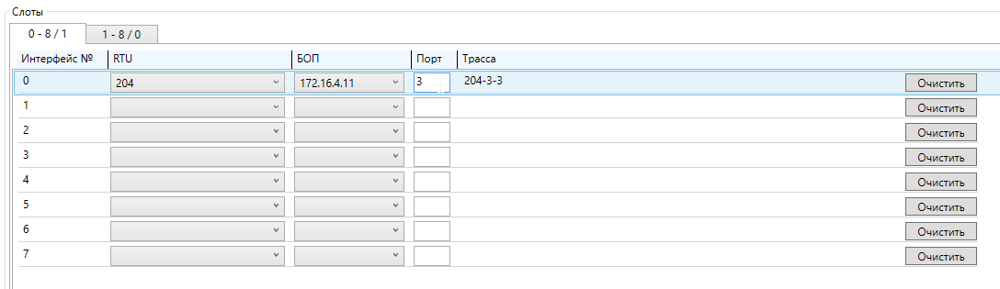 Слоты
0 - 8 / 1 1 - 8 / 0
Интерфейс № RTU БОП Порт Трасса
0 204 172.16.4.11 3 204-3-3 Очистить
1 Очистить
2 Очистить
3 Очистить
4 Очистить
5 Очистить
6 Очистить
7 Очистить